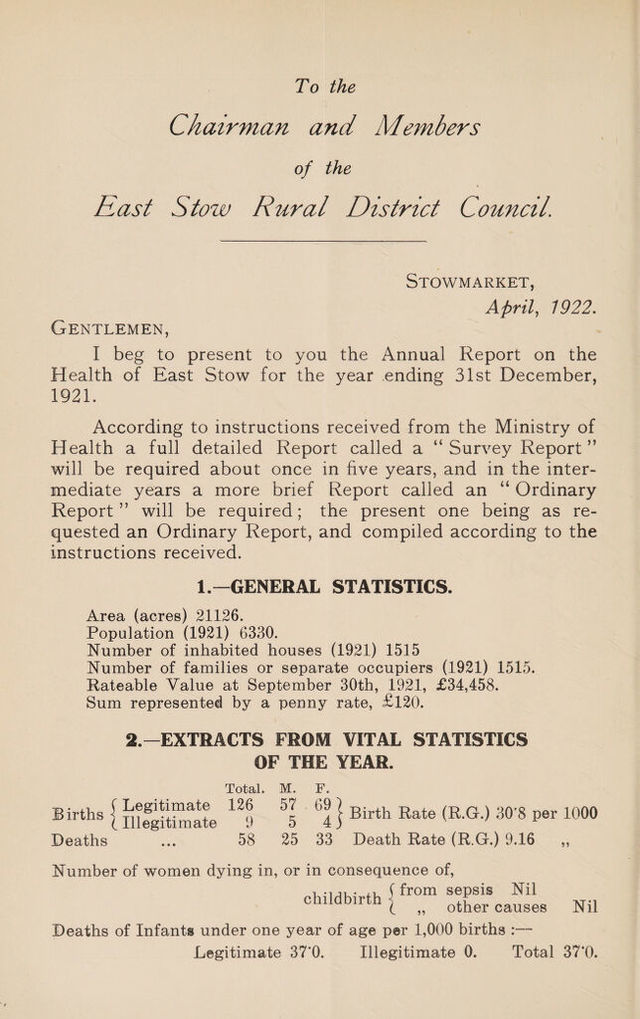 To the
Chairman and Members
of the
East Stow Rural District Council.
STOWMARKET,
April, 1922.
GENTLEMEN,
I beg to present to you the Annual Report on the
Health of East Stow for the year ending 31st December,
1921.
According to instructions received from the Ministry of
Health a full detailed Report called a “ Survey Report ”
will be required about once in five years, and in the inter-
mediate years a more brief Report called an “ Ordinary
Report ” will be required; the present one being as re-
quested an Ordinary Report, and compiled according to the
instructions received.
1.—GENERAL STATISTICS.
Area (acres) 21126.
Population (1921) 6330.
Number of inhabited houses (1921) 1515
Number of families or separate occupiers (1921) 1515.
Rateable Value at September 30th, 1921, £34,458.
Sum represented by a penny rate, £120.
2.—EXTRACTS FROM VITAL STATISTICS
OF THE YEAR.
Total. M. F.
Births { Legitimate 126 57 69 } Birth Rate (R.G.) 30·8 per 1000
{ Illegitimate 9 5 4 }
Deaths ... 58 25 33 Death Rate (R.G.) 9.16 „
Number of women dying in, or in consequence of,
childbirth { from sepsis Nil
{ „ other causes Nil
Deaths of Infants under one year of age per 1,000 births :—
Legitimate 37·0. Illegitimate 0. Total 37·0.